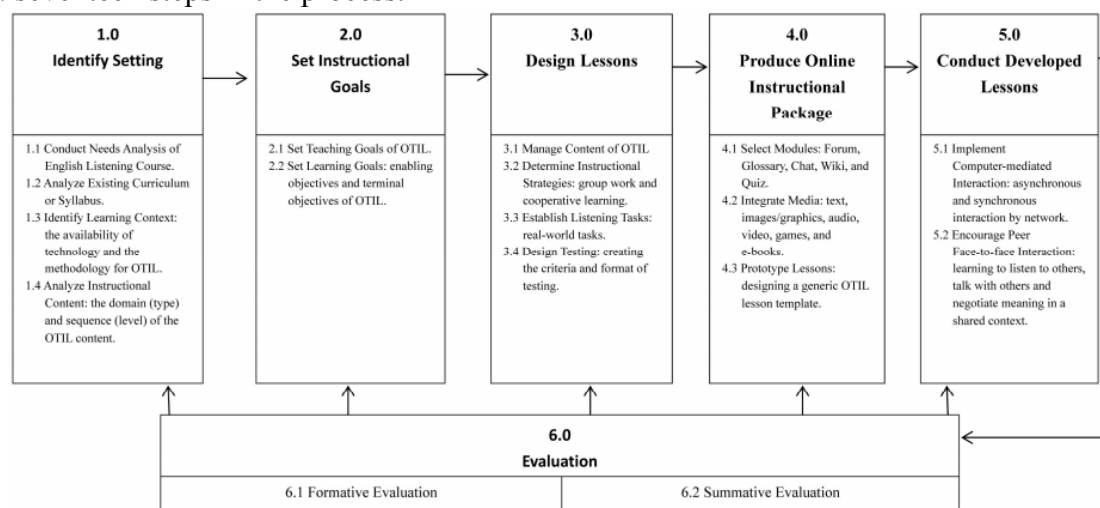 seventeen steps in the process.
1.0
Identify Setting
1.1 Conduct Needs Analysis of
English Listening Course.
1.2 Analyze Existing Curriculum
or Syllabus.
1.3 Identify Learning Context:
the availability of
technology and the
methodology for OTIL.
1.4 Analyze Instructional
Content: the domain (type)
and sequence (level) of the
OTIL content.
2.0
Set Instructional
Goals
2.1 Set Teaching Goals of OTIL.
2.2 Set Learning Goals: enabling
objectives and terminal
objectives of OTIL.
3.0
Design Lessons
3.1 Manage Content of OTIL
3.2 Determine Instructional
Strategies: group work and
cooperative learning.
3.3 Establish Listening Tasks:
real-world tasks.
3.4 Design Testing: creating
the criteria and format of
testing.
4.0
Produce Online
Instructional
Package
4.1 Select Modules: Forum,
Glossary, Chat, Wiki, and
Quiz.
4.2 Integrate Media: text,
images/graphics, audio,
video, games, and
e-books.
4.3 Prototype Lessons:
designing a generic OTIL
lesson template.
5.0
Conduct Developed
Lessons
5.1 Implement
Computer-mediated
Interaction: asynchronous
and synchronous
interaction by network.
5.2 Encourage Peer
Face-to-face Interaction:
learning to listen to others,
talk with others and
negotiate meaning in a
shared context.
6.0
Evaluation
6.1 Formative Evaluation
6.2 Summative Evaluation